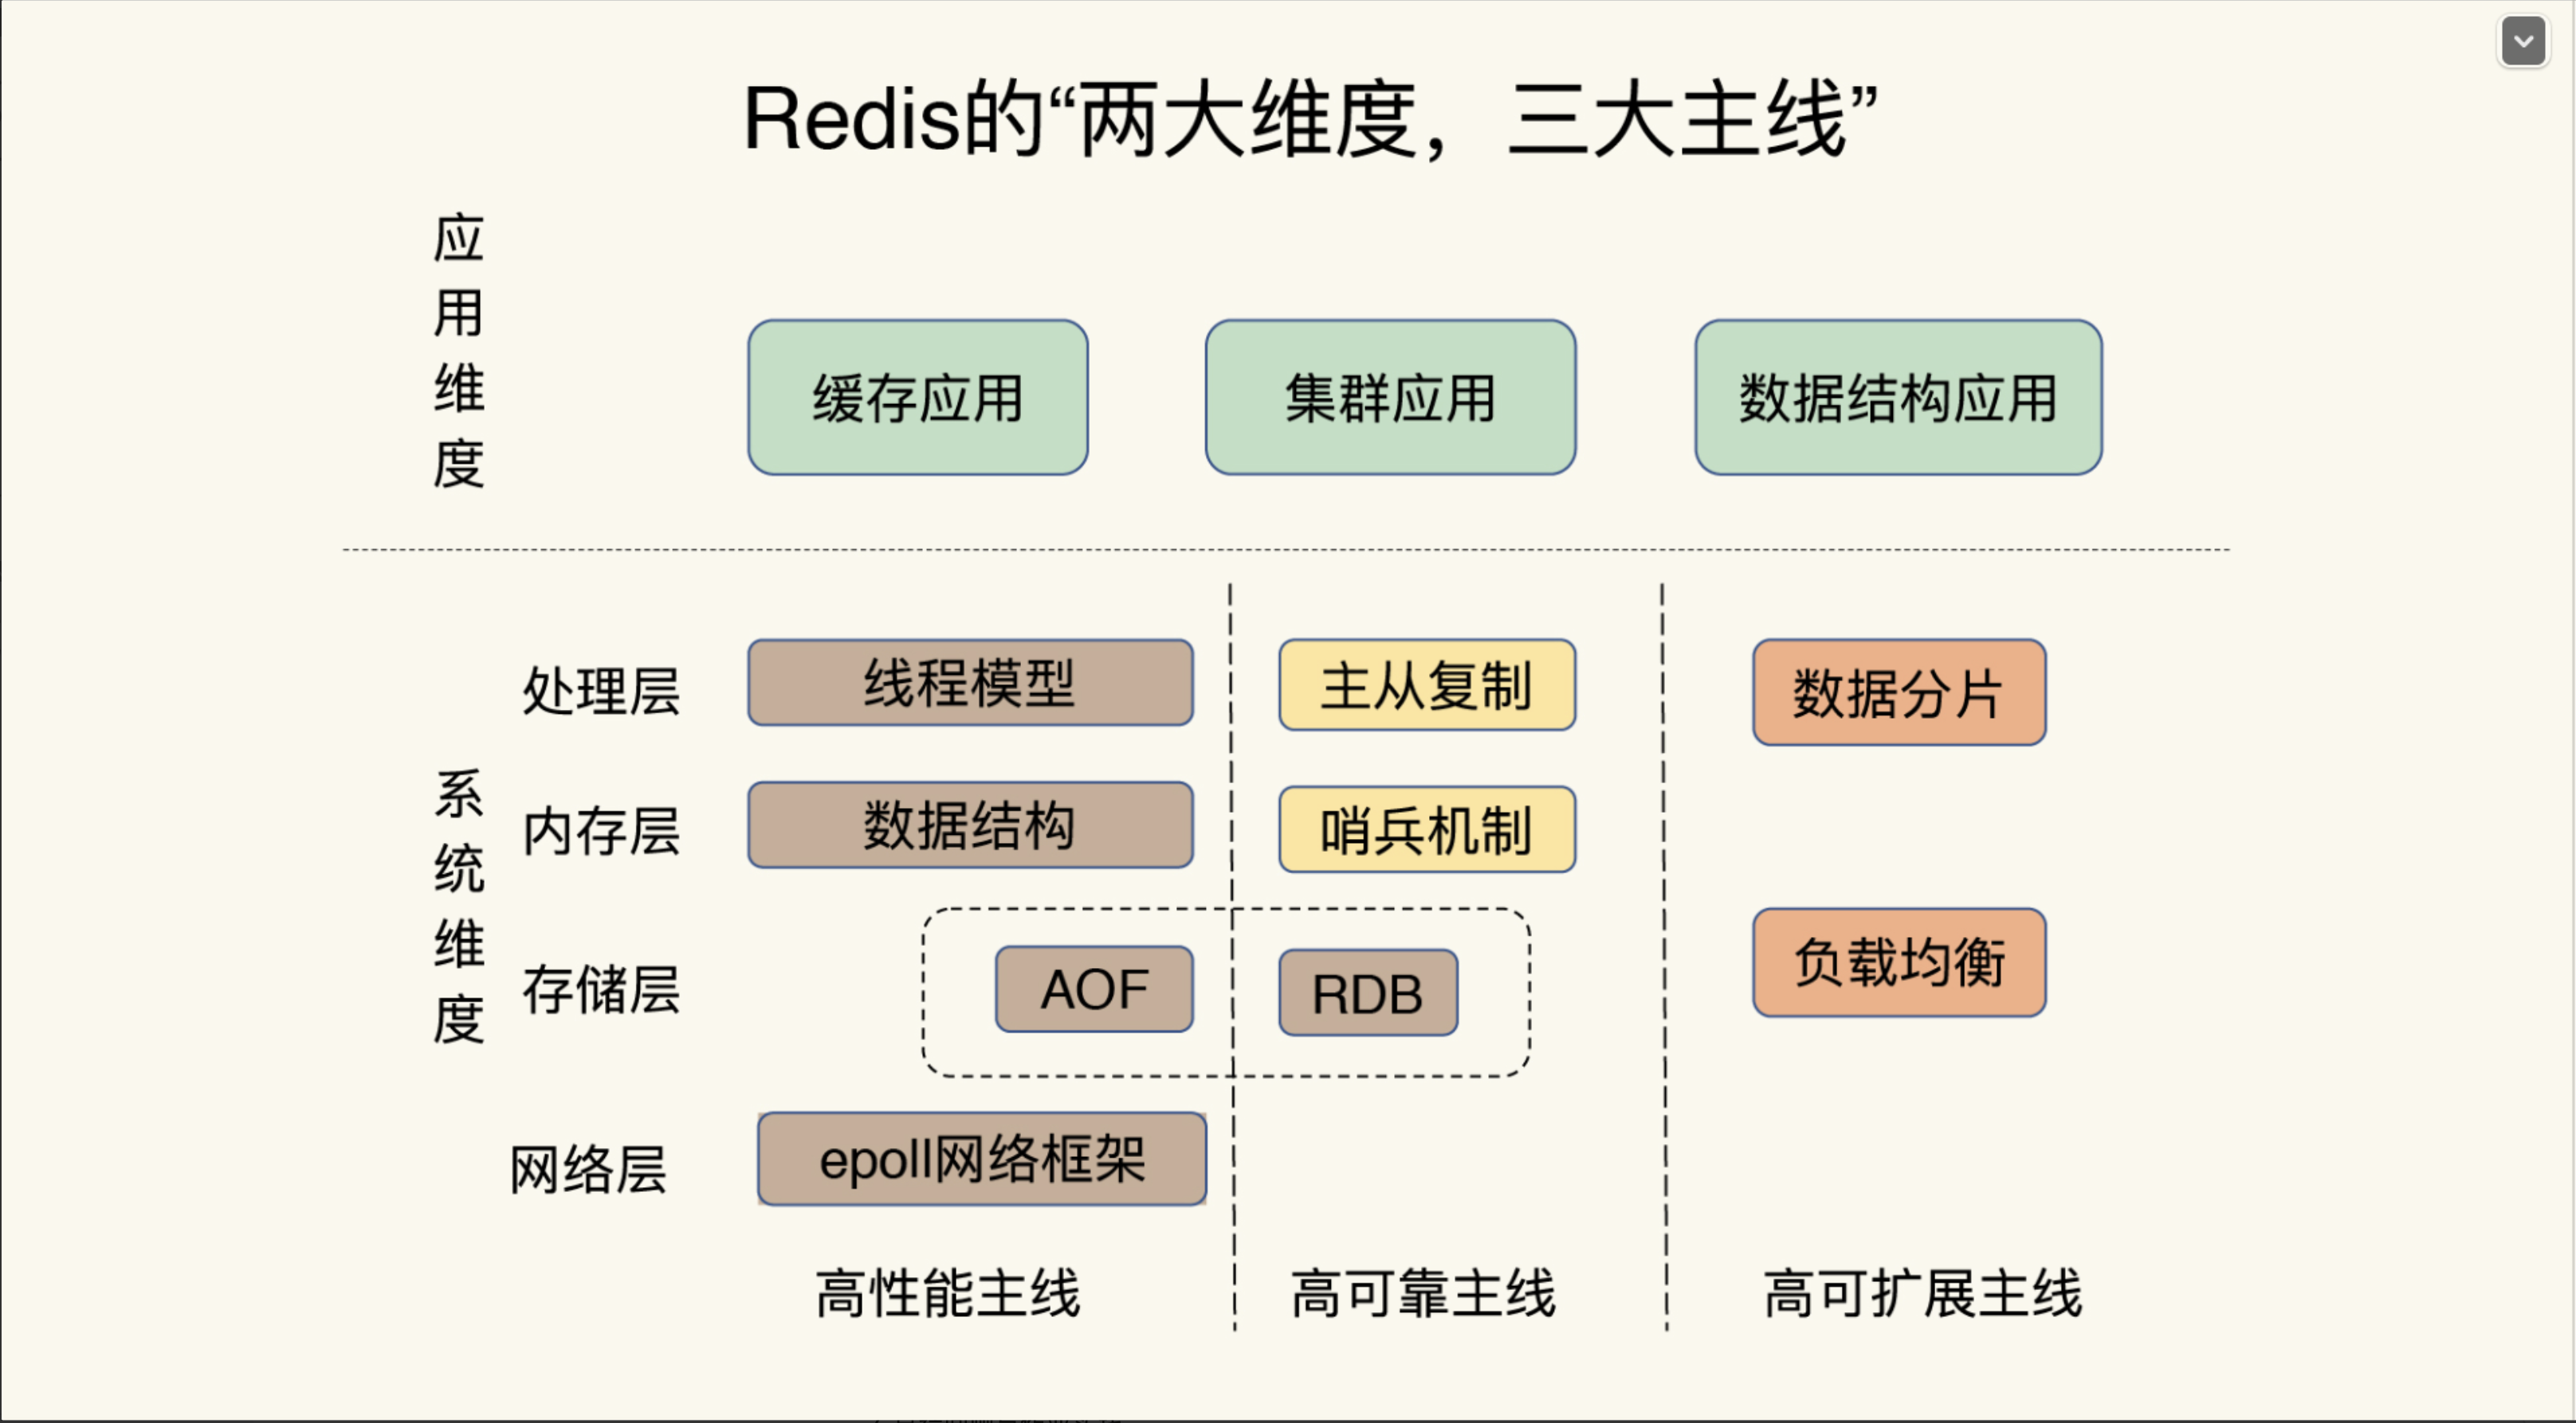 Redis的“两大维度，三大主线”
应用维度
缓存应用
集群应用
数据结构应用
系统维度
处理层
线程模型
主从复制
数据分片
内存层
数据结构
哨兵机制
存储层
AOF
RDB
负载均衡
网络层
epoll网络框架
高性能主线
高可靠主线
高可扩展主线